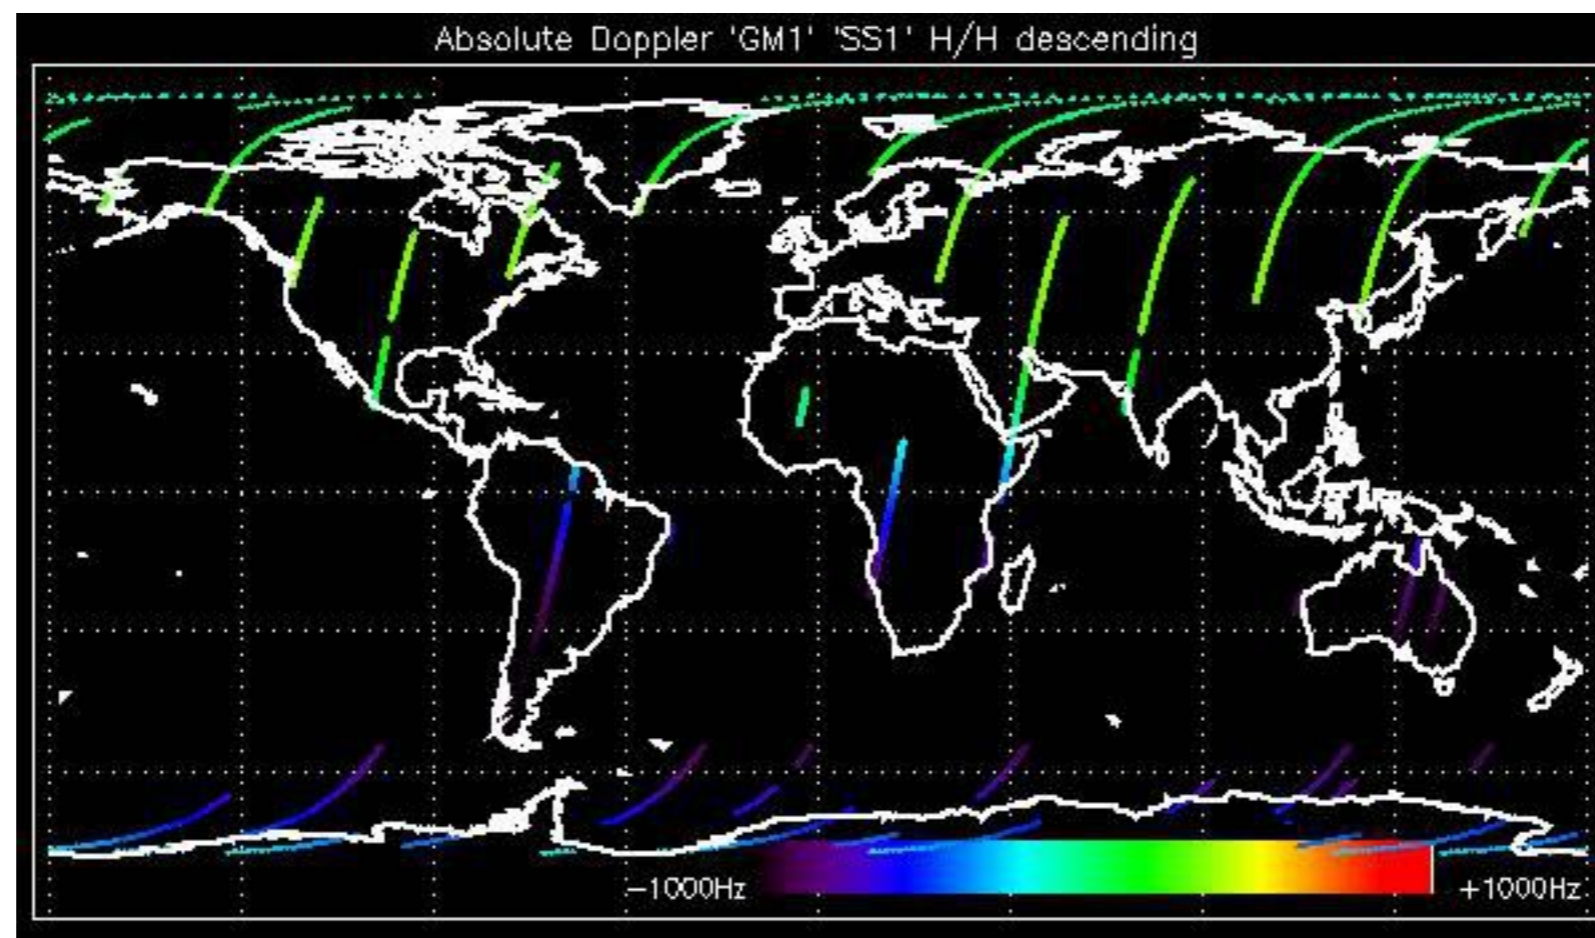 Absolute Doppler 'GM1' 'SS1' H/H descending
−1000Hz
+1000Hz